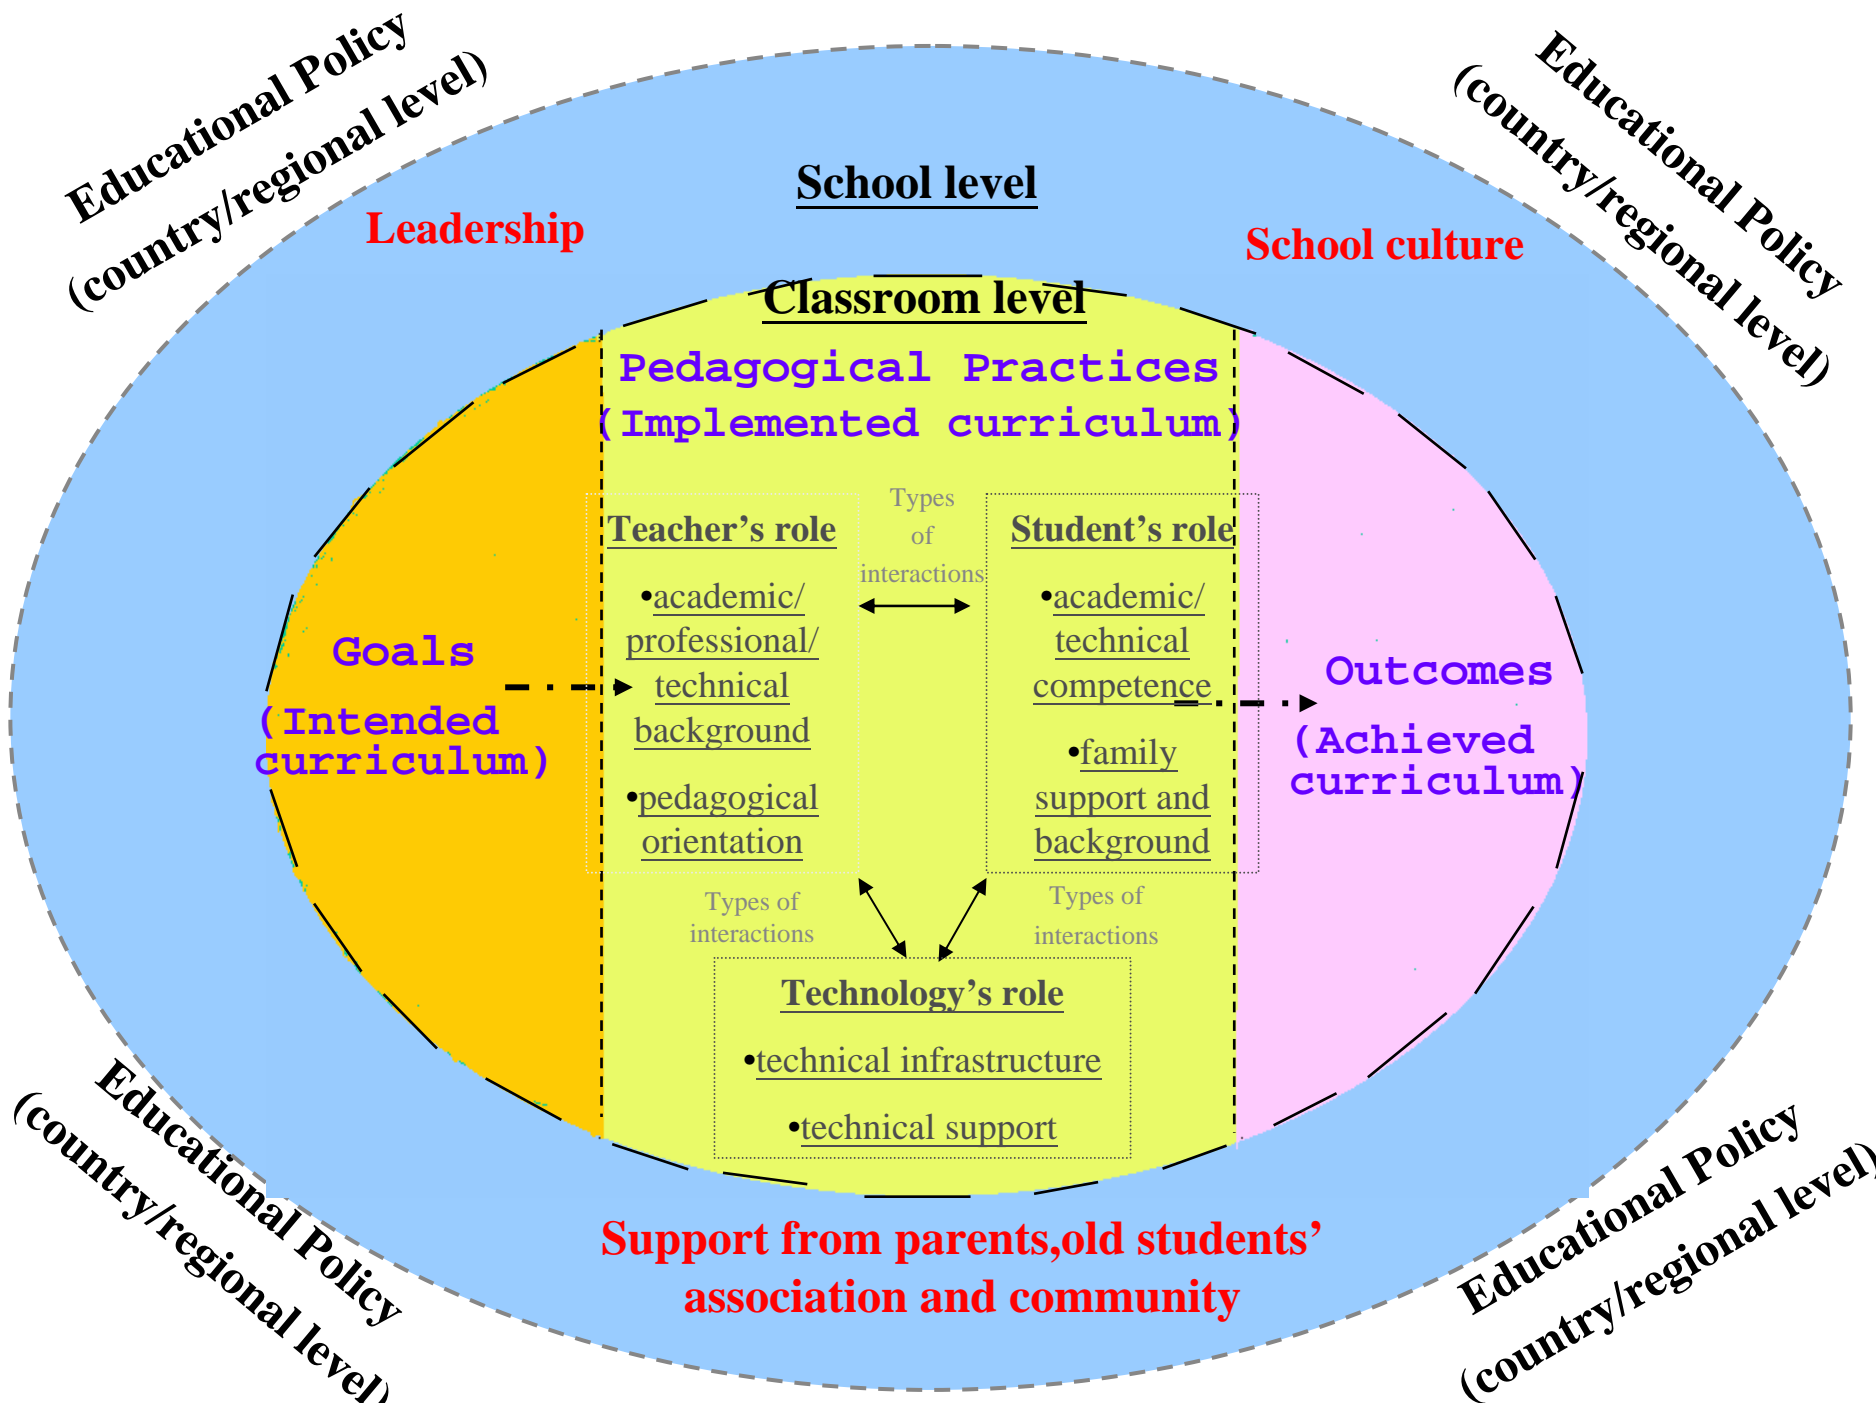 Educational Policy
(country/regional level)
Educational Policy
(country/regional level)
School level
Leadership
School culture
Classroom level
Pedagogical Practices
(Implemented curriculum)
Goals
(Intended
curriculum)
Teacher’s role
•academic/
professional/
technical
background
•pedagogical
orientation
Types
of
interactions
Student’s role
•academic/
technical
competence
•family
support and
background
Outcomes
(Achieved
curriculum)
Types of
interactions
Types of
interactions
Technology’s role
•technical infrastructure
•technical support
Support from parents,old students’
association and community
Educational Policy
(country/regional level)
Educational Policy
(country/regional level)